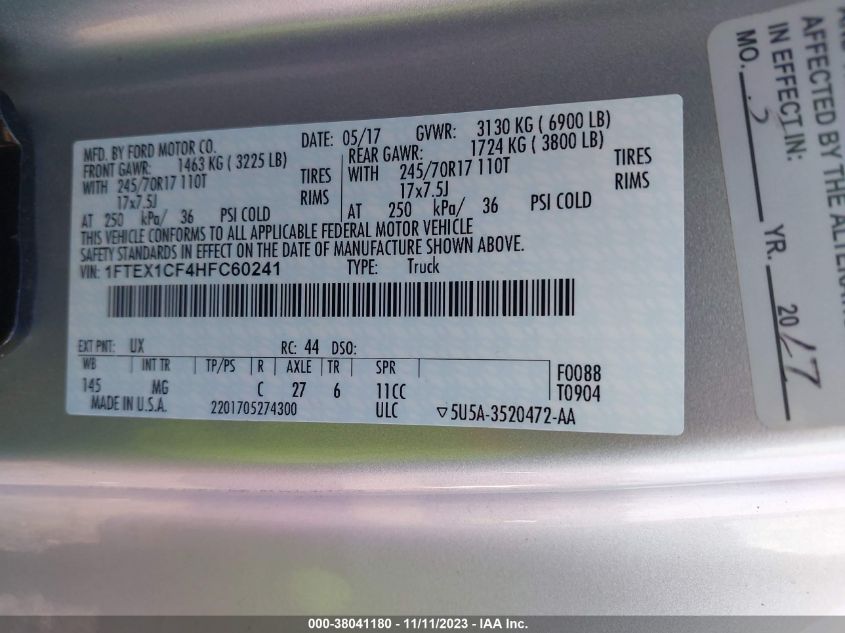 MFD. BY FORD MOTOR CO.
DATE: 05/17
GVWR: 3130 KG ( 6900 LB)
FRONT GAWR: 1463 KG ( 3225 LB)
REAR GAWR: 1724 KG ( 3800 LB)
WITH 245/70R17 110T TIRES
WITH 245/70R17 110T TIRES
17x7.5J RIMS
17x7.5J RIMS
AT 250 kPa/ 36 PSI COLD
AT 250 kPa/ 36 PSI COLD
THIS VEHICLE CONFORMS TO ALL APPLICABLE FEDERAL MOTOR VEHICLE
SAFETY STANDARDS IN EFFECT ON THE DATE OF MANUFACTURE SHOWN ABOVE.
VIN: 1FTEX1CF4HFC60241 TYPE: Truck
EXT PNT: UX RC: 44 DSO:
WB INT TR TP/PS R AXLE TR SPR
145 MG C 27 6 11CC
F0088
T0904
MADE IN U.S.A. 2201705274300 ULC ▽5U5A-3520472-AA
AFFECTED BY THE
IN EFFECT IN:
MO. YR. 2017
000-38041180 - 11/11/2023 - IAA Inc.